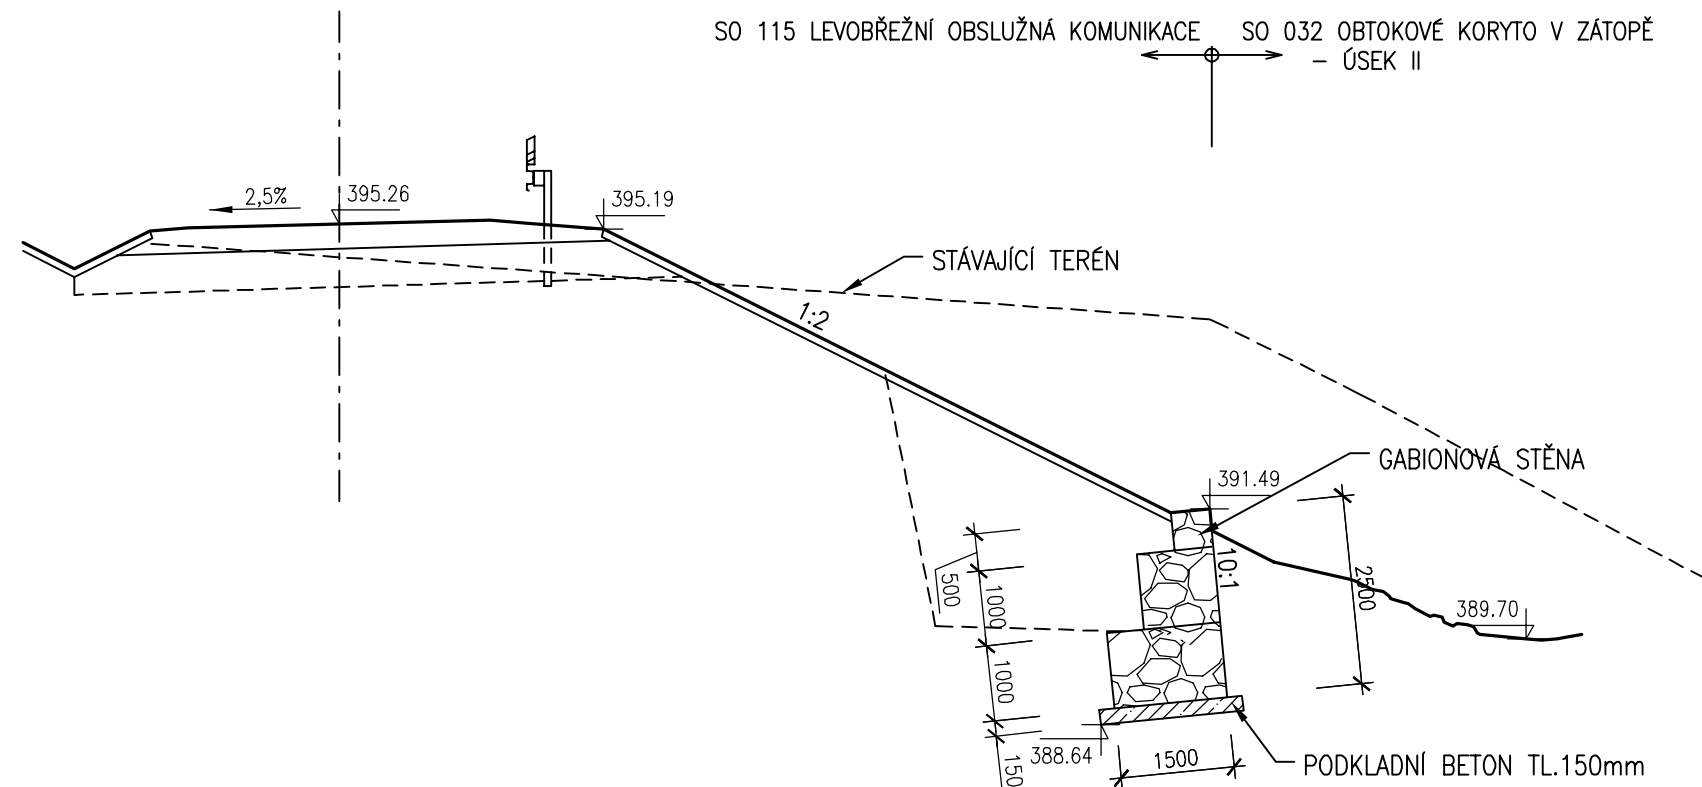 SO 115 LEVOBŘEŽNÍ OBSLUŽNÁ KOMUNIKACE
SO 032 OBTOKOVÉ KORYTO V ZÁTOPĚ
– ÚSEK II
2,5%
395.26
395.19
STÁVAJÍCÍ TERÉN
1:2
GABIONOVÁ STĚNA
391.49
10:1
2500
500
1000
389.70
1000
388.64
150
1500
PODKLADNÍ BETON TL.150mm